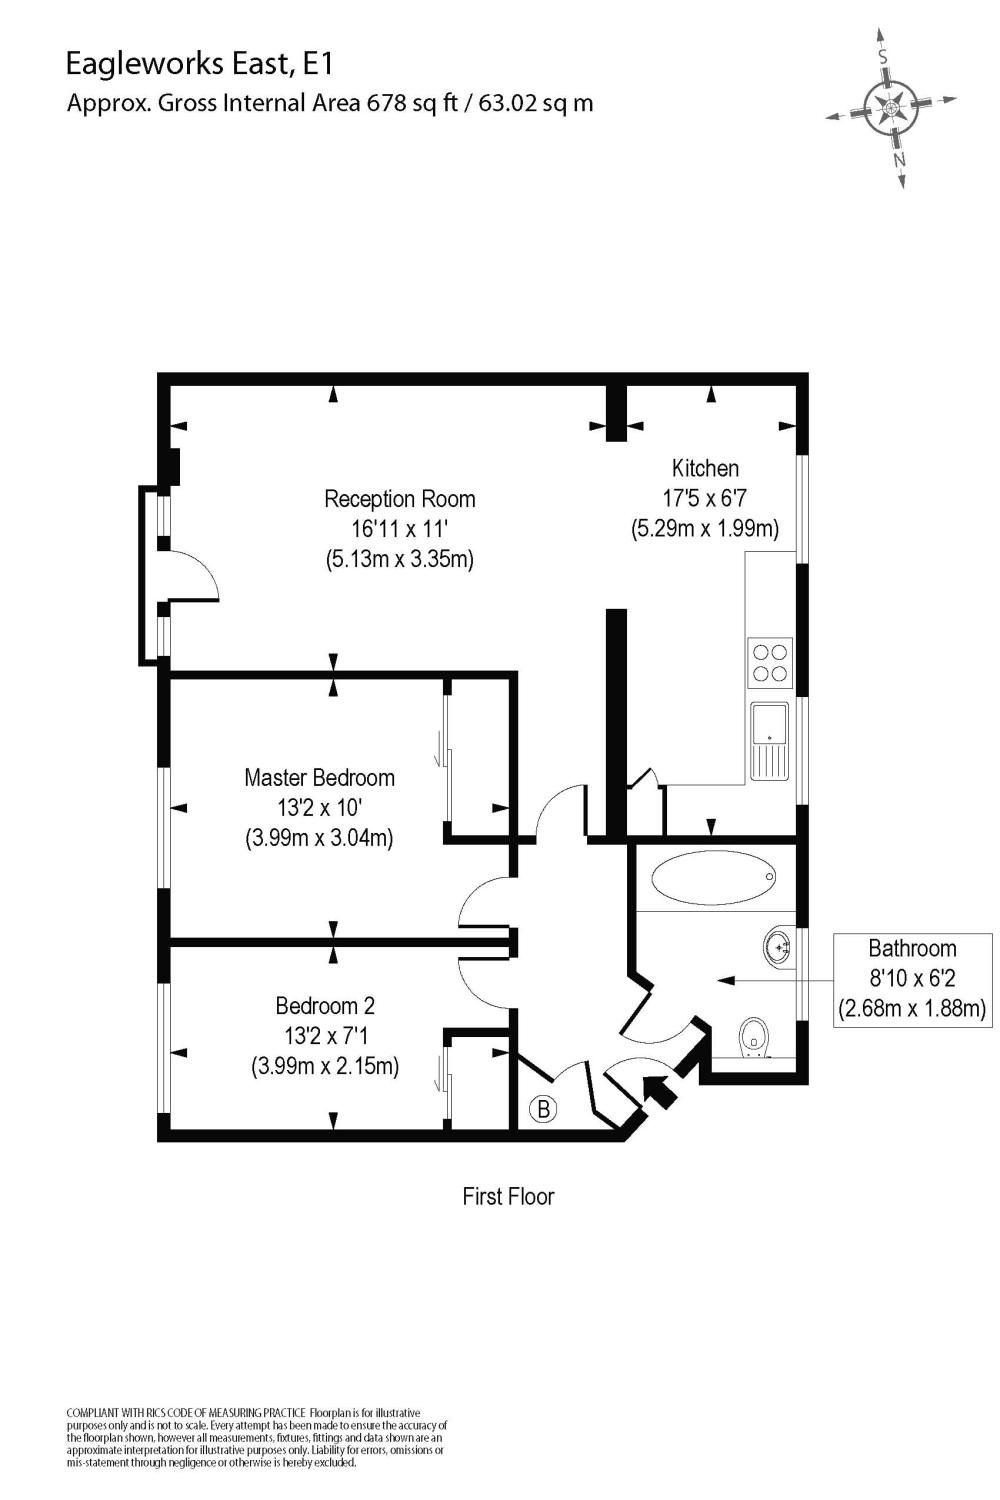 Eagleworks East, E1
Approx. Gross Internal Area 678 sq ft / 63.02 sq m
S
N
Reception Room
16'11 x 11'
(5.13m x 3.35m)
Kitchen
17'5 x 6'7
(5.29m x 1.99m)
Master Bedroom
13'2 x 10'
(3.99m x 3.04m)
Bathroom
8'10 x 6'2
(2.68m x 1.88m)
Bedroom 2
13'2 x 7'1
(3.99m x 2.15m)
B
First Floor
COMPLIANT WITH RICS CODE OF MEASURING PRACTICE Floorplan is for illustrative
purposes only and is not to scale. Every attempt has been made to ensure the accuracy of
the floorplan shown, however all measurements, fixtures, fittings and data shown are an
approximate interpretation for illustrative purposes only. Liability for errors, omissions or
mis-statement through negligence or otherwise is hereby excluded.